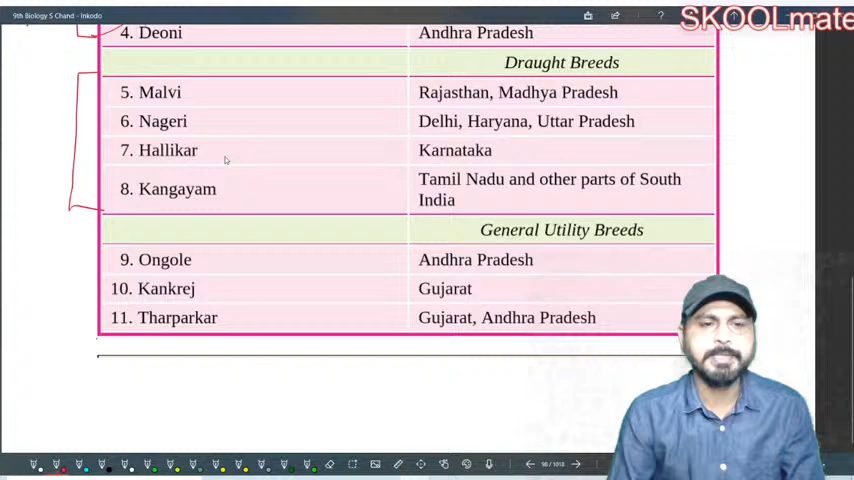 9th Biology S Chand - Inkodo
SKOOLmate
4. Deoni Andhra Pradesh
Draught Breeds
5. Malvi Rajasthan, Madhya Pradesh
6. Nageri Delhi, Haryana, Uttar Pradesh
7. Hallikar Karnataka
8. Kangayam Tamil Nadu and other parts of South
India
General Utility Breeds
9. Ongole Andhra Pradesh
10. Kankrej Gujarat
11. Tharparkar Gujarat, Andhra Pradesh
98 / 1018